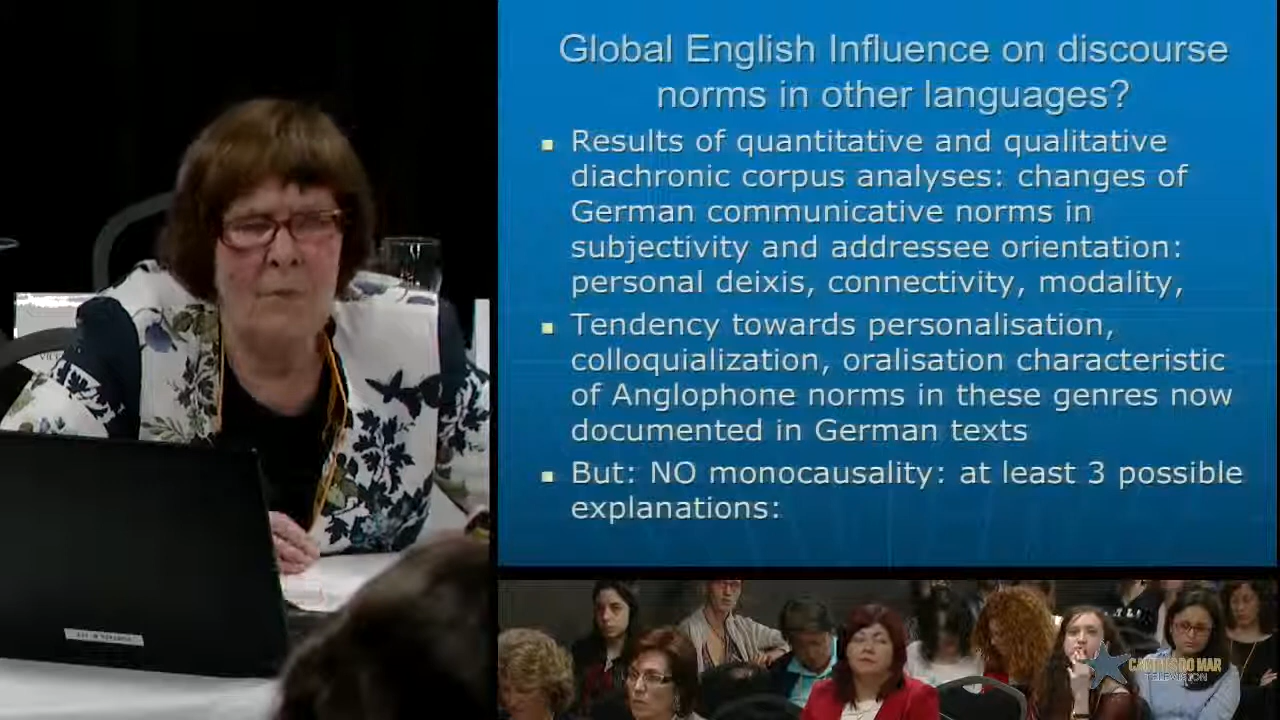 Global English Influence on discourse
norms in other languages?
Results of quantitative and qualitative
diachronic corpus analyses: changes of
German communicative norms in
subjectivity and addressee orientation:
personal deixis, connectivity, modality,
Tendency towards personalisation,
colloquialization, oralisation characteristic
of Anglophone norms in these genres now
documented in German texts
But: NO monocausality: at least 3 possible
explanations:
TELEVISION